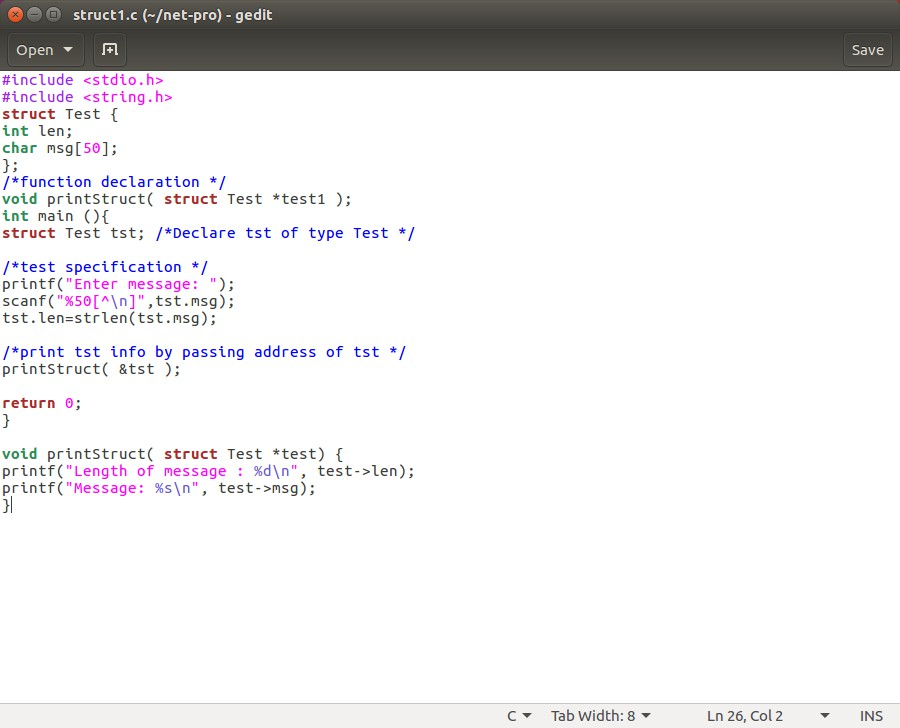 struct1.c (~/net-pro) - gedit
Open
Save
#include <stdio.h>
#include <string.h>
struct Test {
int len;
char msg[50];
};
/*function declaration */
void printStruct( struct Test *test1 );
int main (){
struct Test tst; /*Declare tst of type Test */
/*test specification */
printf("Enter message: ");
scanf("%50[^\n]",tst.msg);
tst.len=strlen(tst.msg);
/*print tst info by passing address of tst */
printStruct( &tst );
return 0;
}
void printStruct( struct Test *test) {
printf("Length of message : %d\n", test->len);
printf("Message: %s\n", test->msg);
}
C Tab Width: 8 Ln 26, Col 2 INS